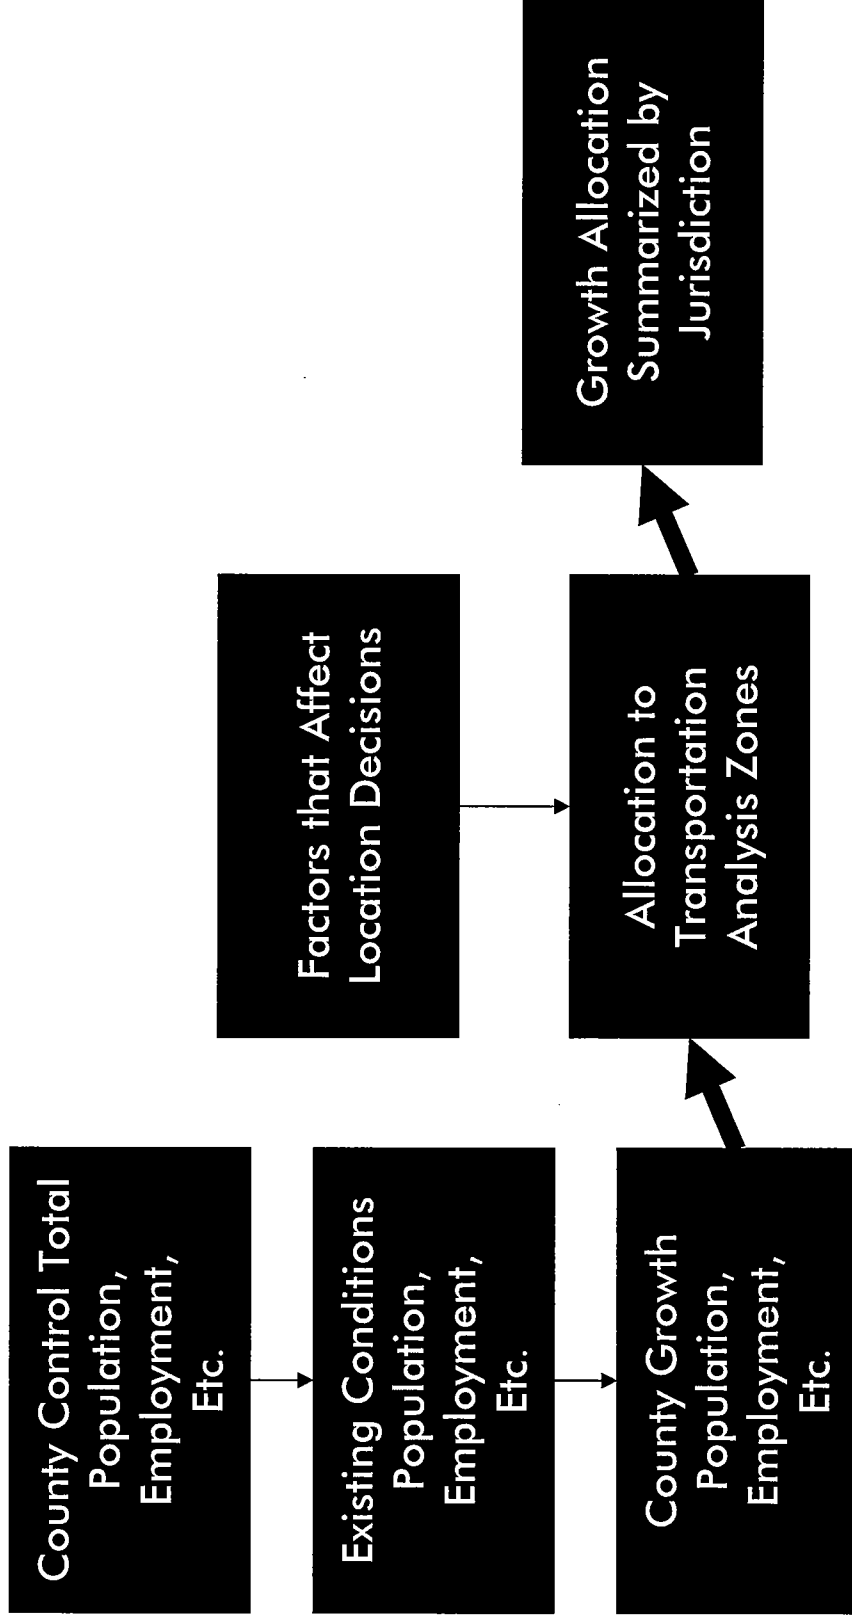 County Control Total
Population,
Employment,
Etc.
Existing Conditions
Population,
Employment,
Etc.
County Growth
Population,
Employment,
Etc.
Factors that Affect
Location Decisions
Allocation to
Transportation
Analysis Zones
Growth Allocation
Summarized by
Jurisdiction